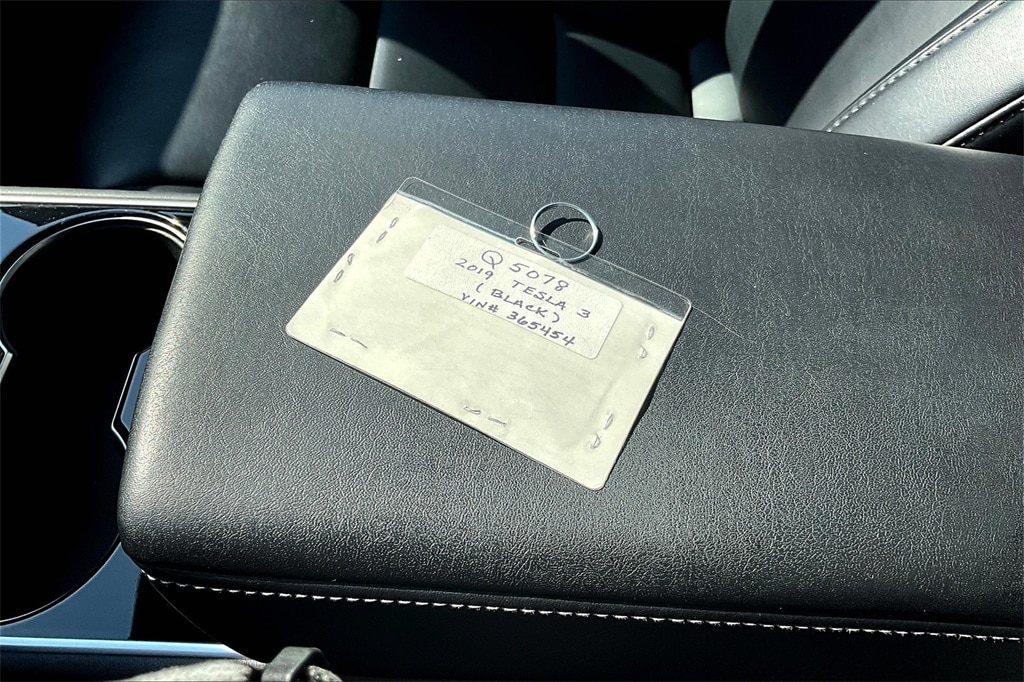 Q 5078
2019 TESLA 3
(BLACK)
VIN# 365454